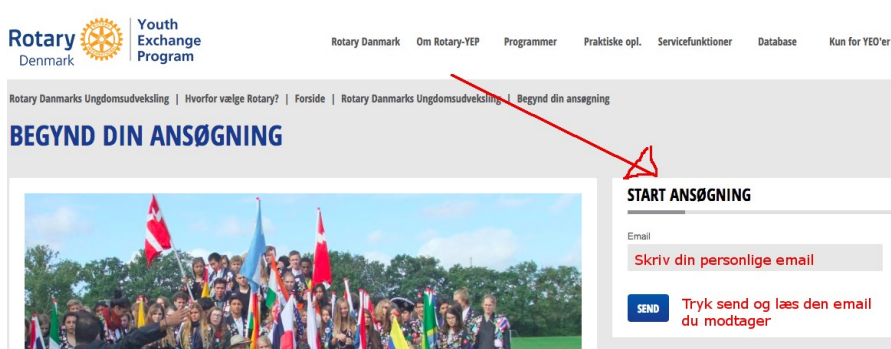 Rotary
Denmark
Youth
Exchange
Program
Rotary Danmark Om Rotary-YEP Programmer Praktiske opl. Servicefunktioner Database Kun for YEO'er
Rotary Danmarks Ungdomsudveksling | Hvorfor vælge Rotary? | Forside | Rotary Danmarks Ungdomsudveksling | Begynd din ansøgning
BEGYND DIN ANSØGNING
START ANSØGNING
Email
Skriv din personlige email
SEND
Tryk send og læs den email
du modtager